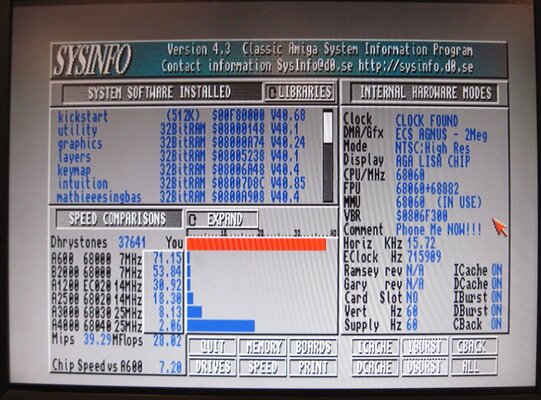 SYSINFO
Version 4.3 Classic Amiga System Information Program
Contact information SysInfo@d0.se http://sysinfo.d0.se
SYSTEM SOFTWARE INSTALLED LIBRARIES
kickstart (512K) $00F80000 V40.68
utility 32BitRAM $08000148 V40.1
graphics 32BitRAM $08000A74 V40.24
layers 32BitRAM $08005238 V40.1
keymap 32BitRAM $08006A48 V40.4
intuition 32BitRAM $08007D8C V40.85
mathieeesingbas 32BitRAM $0800A908 V40.4
INTERNAL HARDWARE MODES
Clock CLOCK FOUND
DMA/Gfx ECS AGNUS - 2Meg
Mode NTSC:High Res
Display AGA LISA CHIP
CPU/MHz 68060
FPU 68060+68882
MMU 68060 (IN USE)
VBR $0806F300
Comment Phone Me NOW!!!
Horiz KHz 15.72
EClock Hz 715909
Ramsey rev N/A ICache ON
Gary rev N/A DCache ON
Card Slot NO IBurst ON
Vert Hz 60 DBurst ON
Supply Hz 60 CBack ON
SPEED COMPARISONS EXPAND
Dhrystones 37641 You
A600 68000 7MHz 71.15
B2000 68000 7MHz 53.84
A1200 EC020 14MHz 30.92
A2500 68020 14MHz 18.30
A3000 68030 25MHz 8.13
A4000 68040 25MHz 2.06
Mips 39.29 MFlops 28.02
Chip Speed vs A600 7.20
QUIT MEMORY BOARDS
DRIVES SPEED PRINT
ICACHE IBURST CBACK
DCACHE DBURST ALL